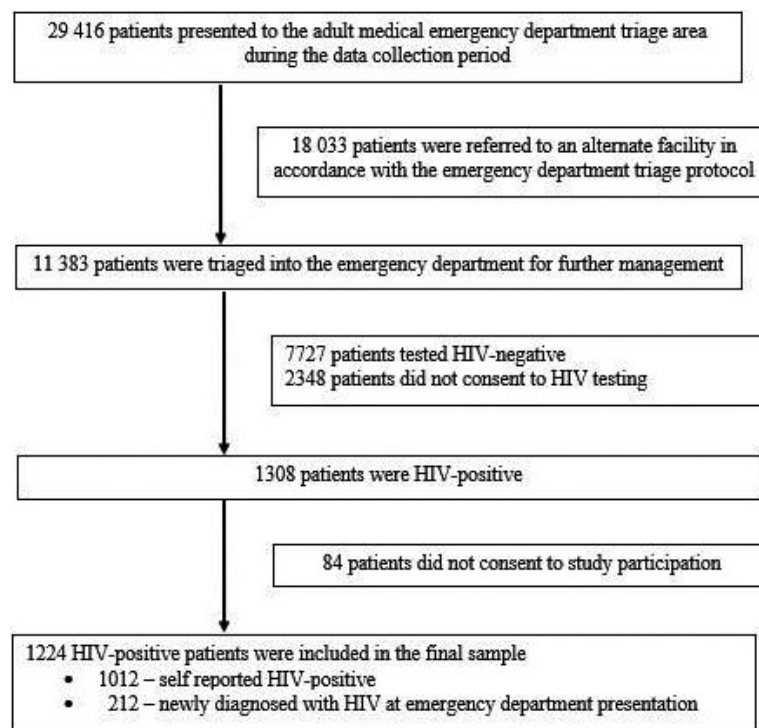 29 416 patients presented to the adult medical emergency department triage area
during the data collection period
18 033 patients were referred to an alternate facility in
accordance with the emergency department triage protocol
11 383 patients were triaged into the emergency department for further management
7727 patients tested HIV-negative
2348 patients did not consent to HIV testing
1308 patients were HIV-positive
84 patients did not consent to study participation
1224 HIV-positive patients were included in the final sample
• 1012 – self reported HIV-positive
• 212 – newly diagnosed with HIV at emergency department presentation